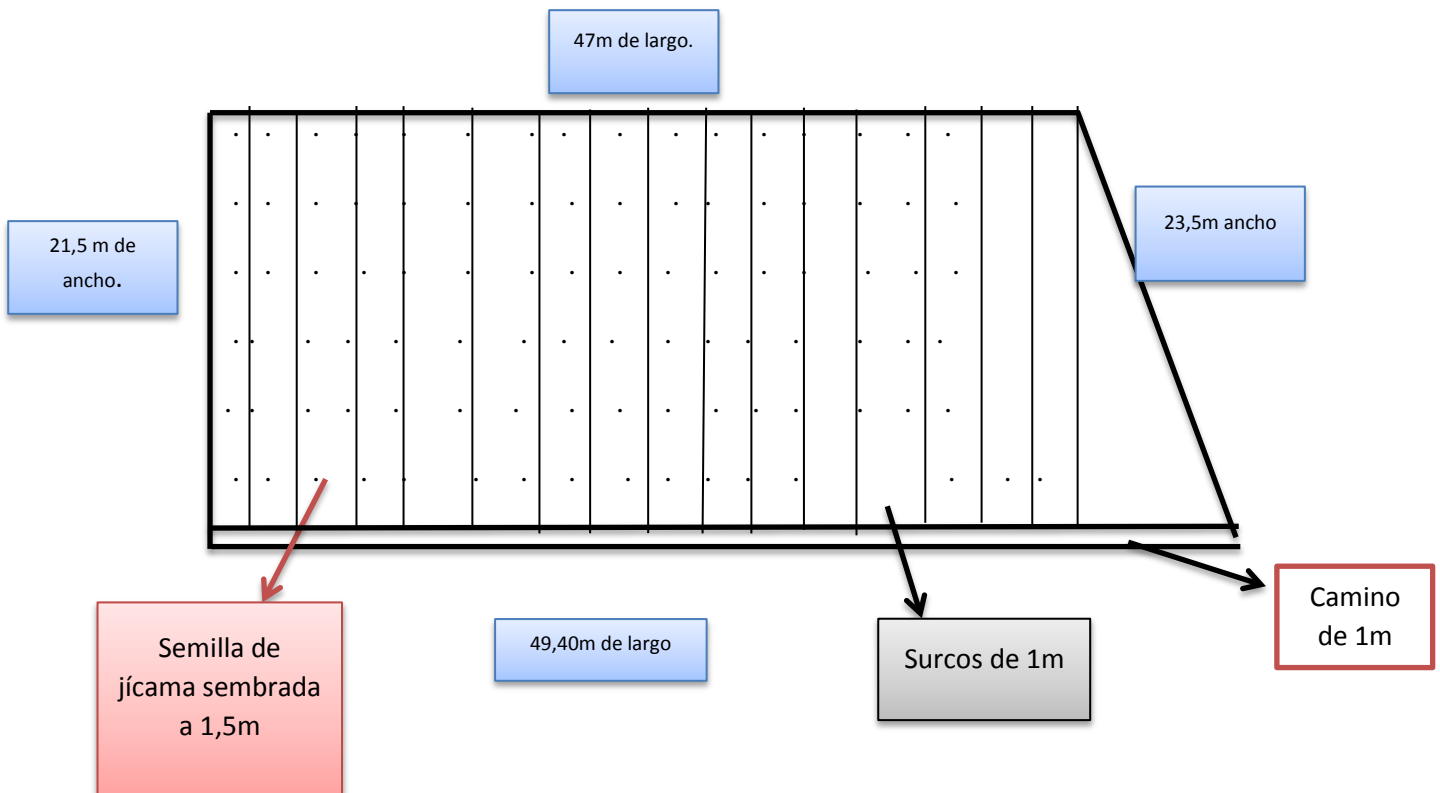 47m de largo.
21,5 m de
ancho.
23,5m ancho
Semilla de
jícama sembrada
a 1,5m
49,40m de largo
Surcos de 1m
Camino
de 1m